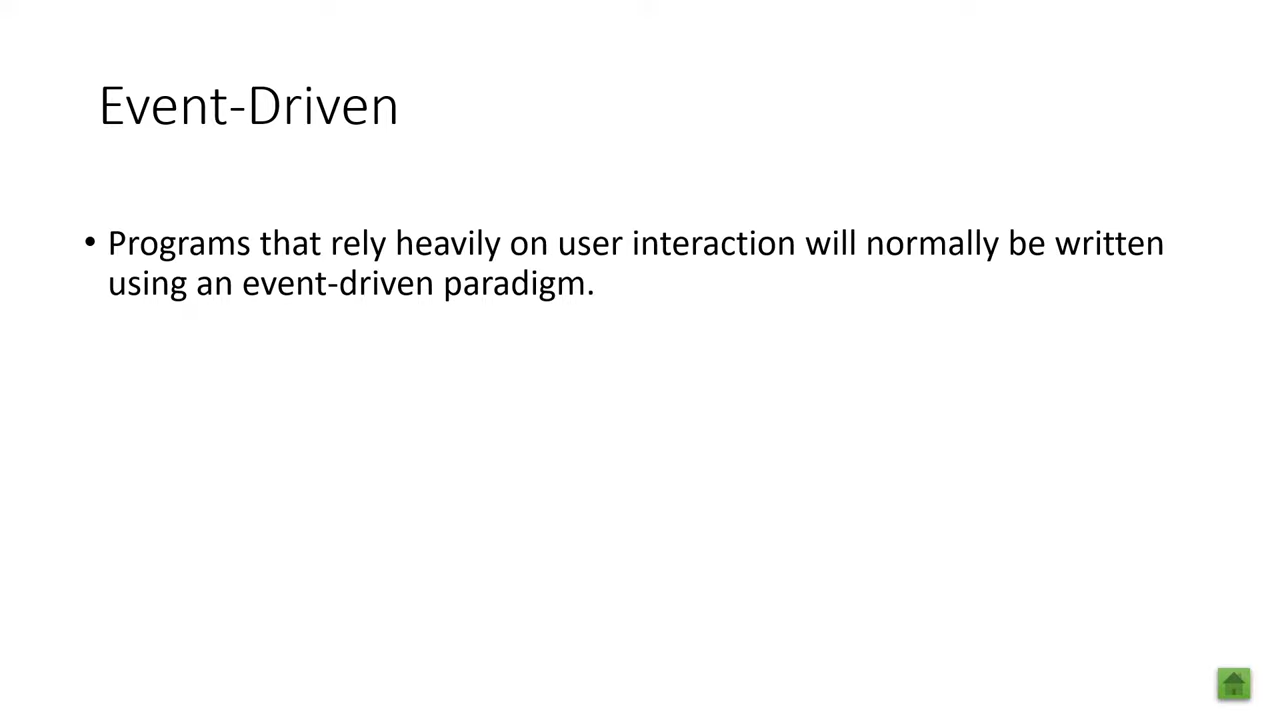 Event-Driven
• Programs that rely heavily on user interaction will normally be written
using an event-driven paradigm.